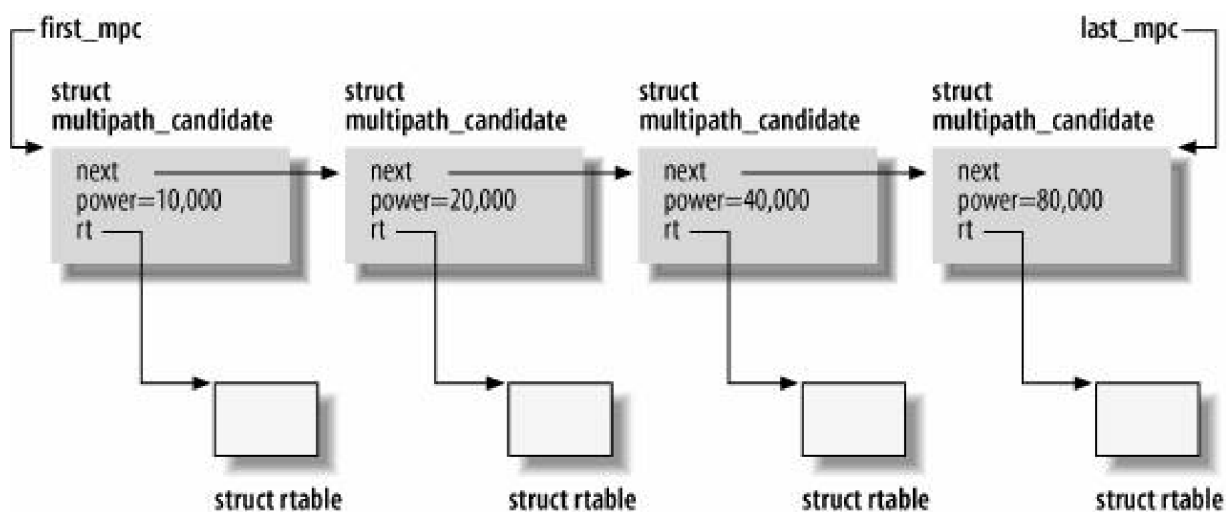 first_mpc
last_mpc
struct
multipath_candidate
next
power=10,000
rt
struct rtable
struct
multipath_candidate
next
power=20,000
rt
struct rtable
struct
multipath_candidate
next
power=40,000
rt
struct rtable
struct
multipath_candidate
next
power=80,000
rt
struct rtable